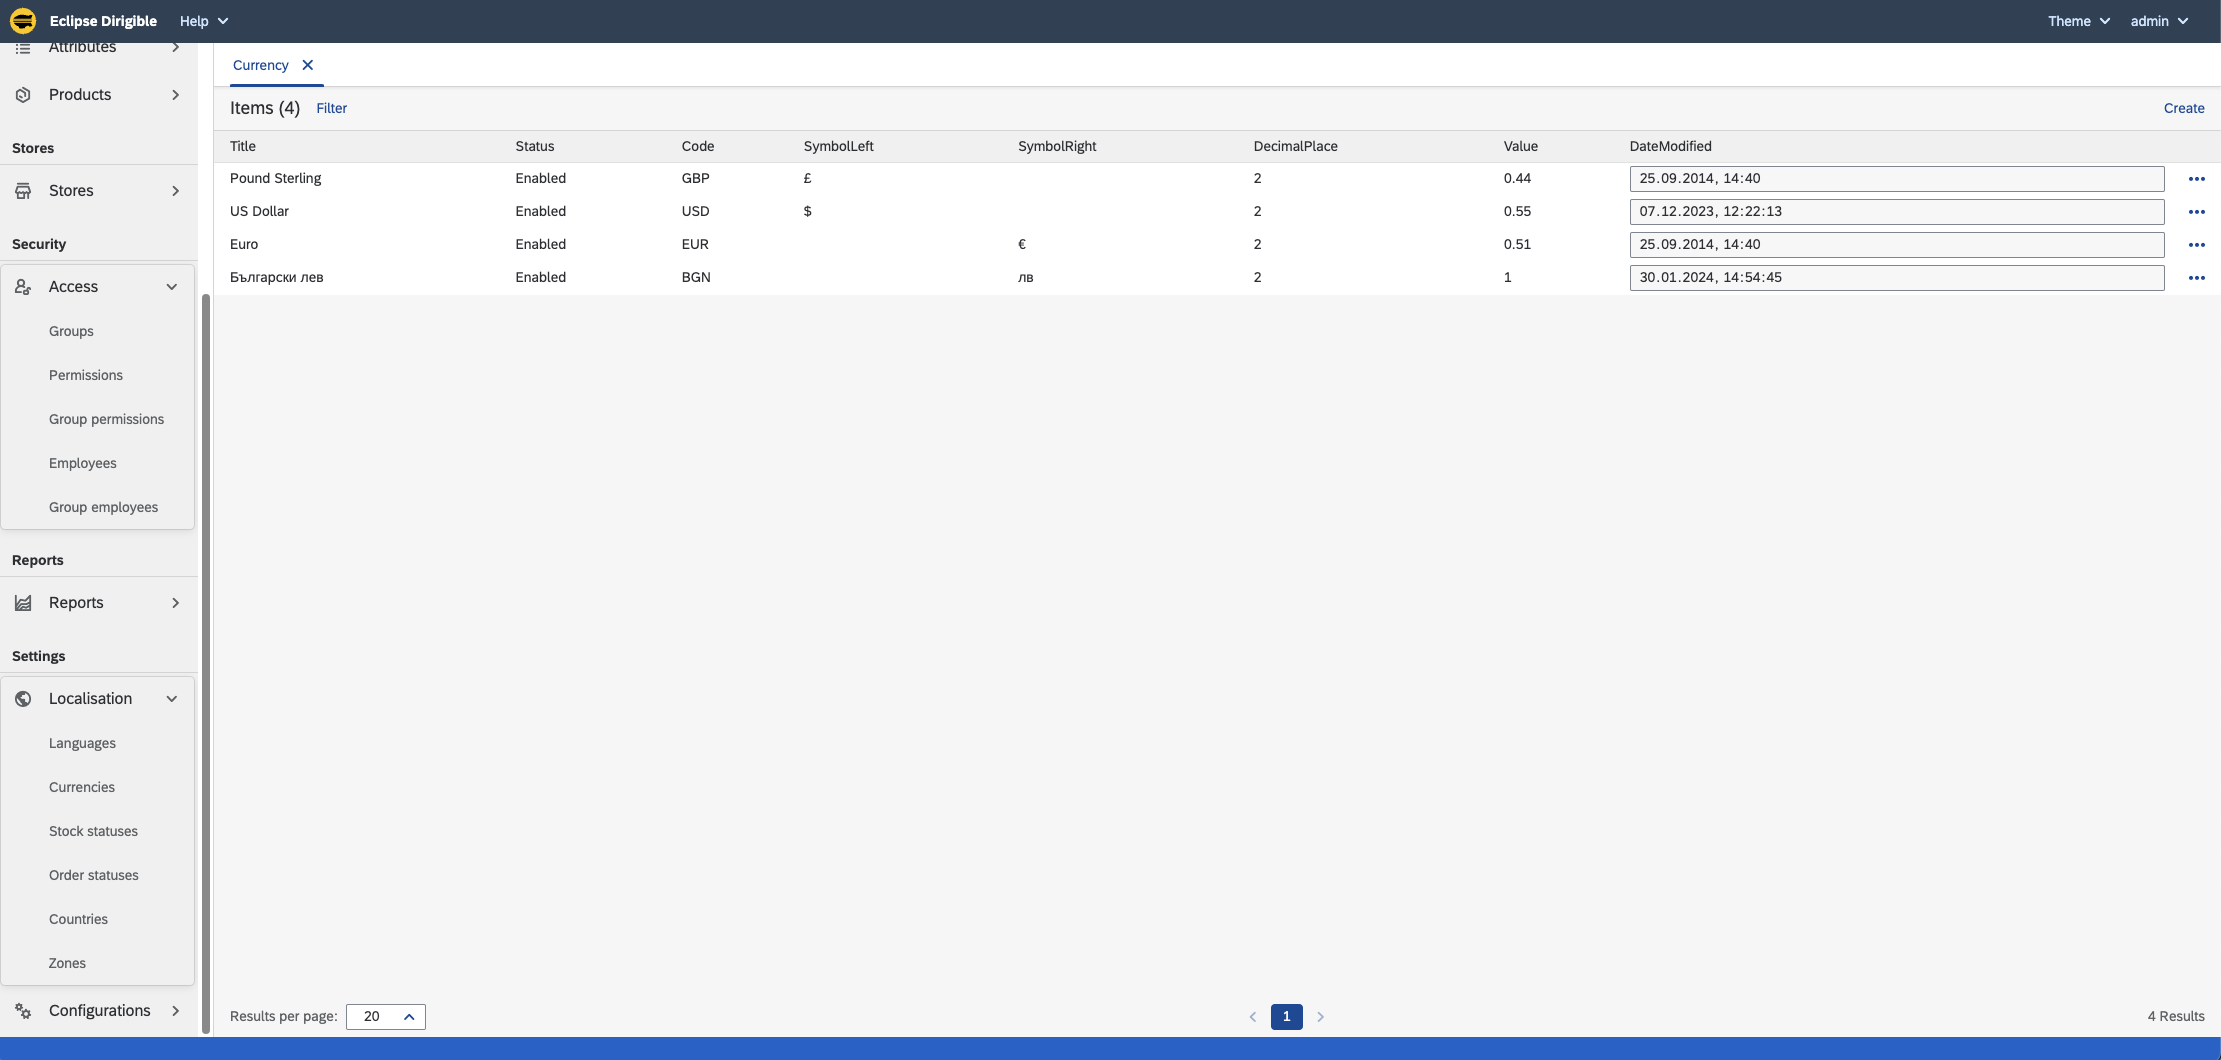 Eclipse Dirigible Help Theme admin
Attributes
Products
Stores
Stores
Security
Access
Groups
Permissions
Group permissions
Employees
Group employees
Reports
Reports
Settings
Localisation
Languages
Currencies
Stock statuses
Order statuses
Countries
Zones
Configurations
Currency
Items (4) Filter Create
Title Status Code SymbolLeft SymbolRight DecimalPlace Value DateModified
Pound Sterling Enabled GBP £ 2 0.44 25.09.2014, 14:40
US Dollar Enabled USD $ 2 0.55 07.12.2023, 12:22:13
Euro Enabled EUR € 2 0.51 25.09.2014, 14:40
Български лев Enabled BGN лв 2 1 30.01.2024, 14:54:45
Results per page: 20 1 4 Results